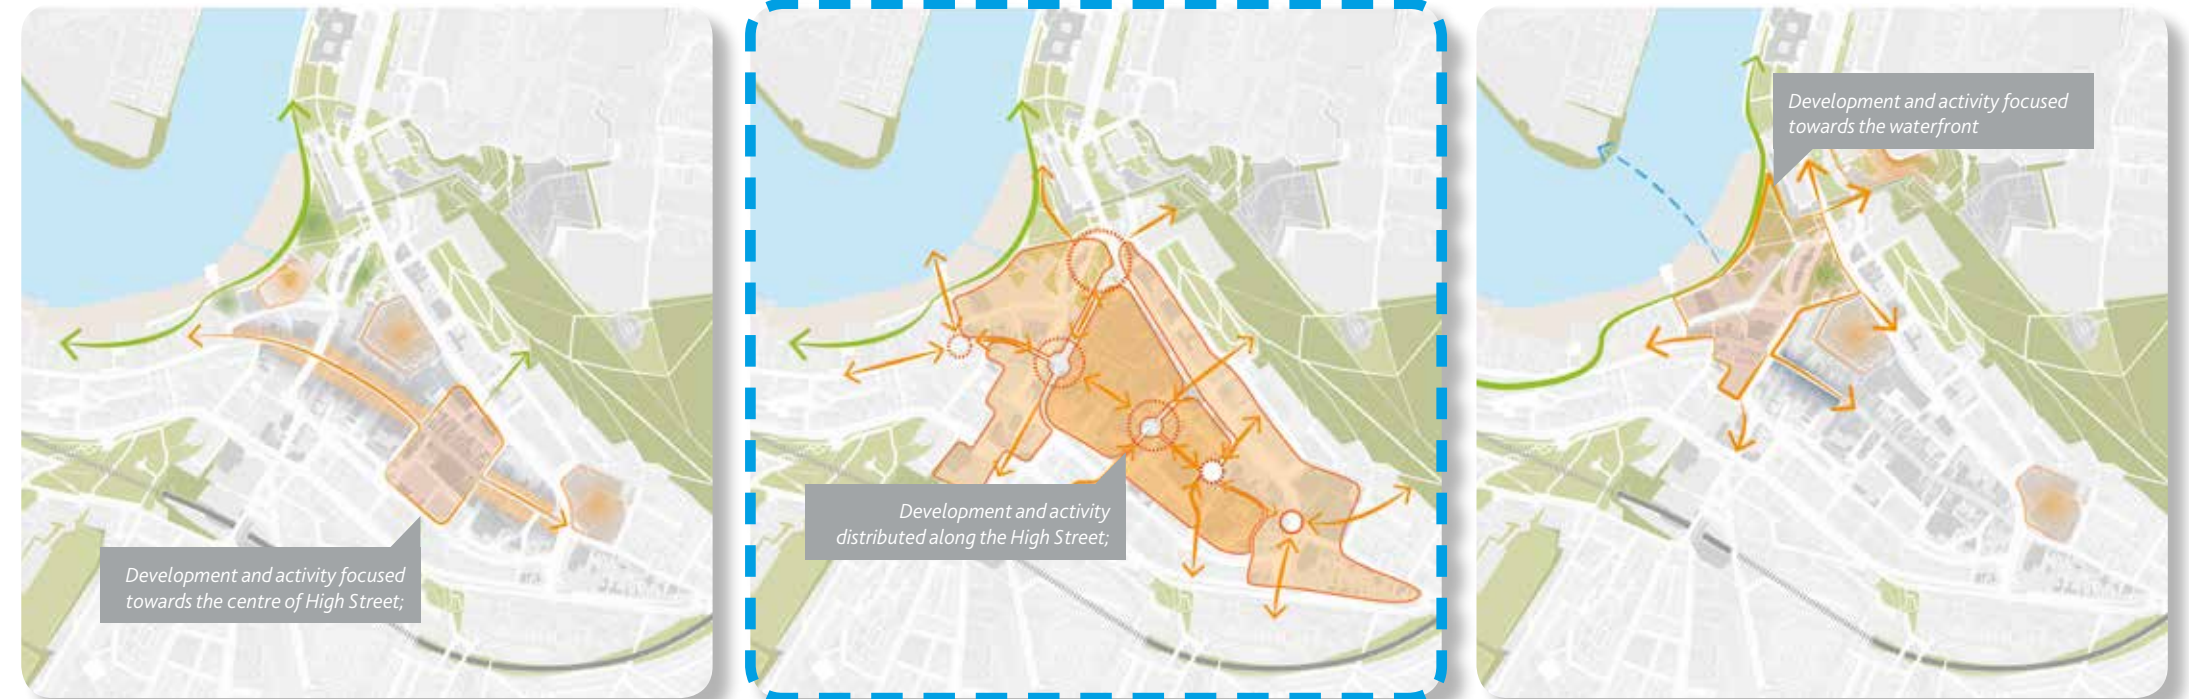 Development and activity focused
towards the centre of High Street;
Development and activity
distributed along the High Street;
Development and activity focused
towards the waterfront